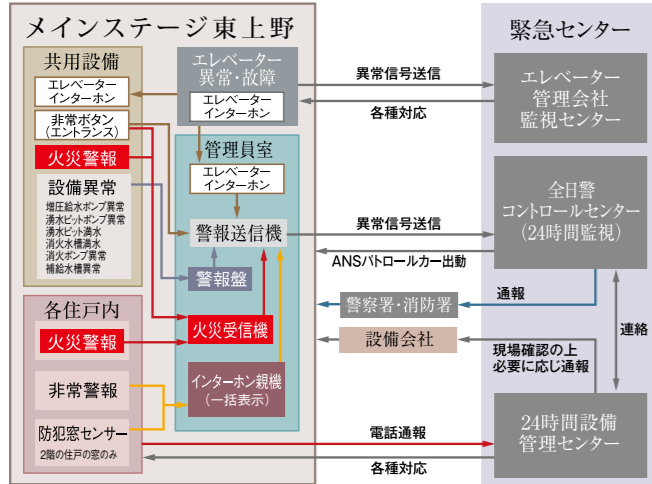 メインステージ東上野
緊急センター
共用設備
エレベーター
インターホン
非常ボタン
(エントランス)
火災警報
設備異常
増圧給水ポンプ異常
湧水ピットポンプ異常
湧水ピット満水
消火水槽満水
消火ポンプ異常
補給水槽異常
エレベーター
異常・故障
エレベーター
インターホン
管理員室
エレベーター
インターホン
警報送信機
警報盤
火災受信機
インターホン親機
(一括表示)
各住戸内
火災警報
非常警報
防犯窓センサー
2階の住戸の窓のみ
異常信号送信
各種対応
エレベーター
管理会社
監視センター
異常信号送信
ANSパトロールカー出動
全日警
コントロールセンター
(24時間監視)
警察署・消防署
通報
設備会社
現場確認の上
必要に応じ通報
連絡
電話通報
各種対応
24時間設備
管理センター